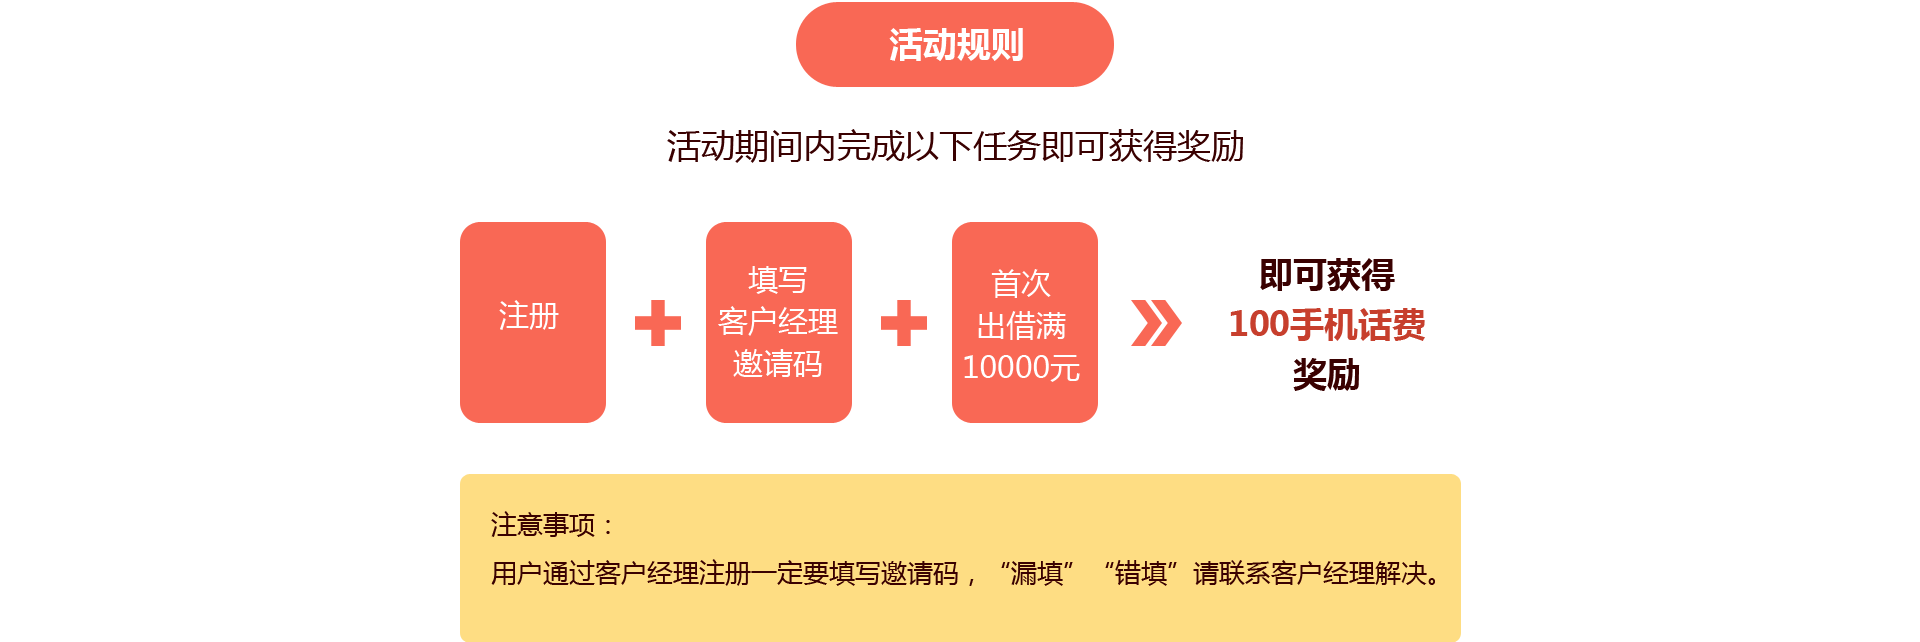 活动规则
活动期间内完成以下任务即可获得奖励
注册
填写
客户经理
邀请码
首次
出借满
10000元
即可获得
100手机话费
奖励
注意事项：
用户通过客户经理注册一定要填写邀请码，“漏填”“错填”请联系客户经理解决。